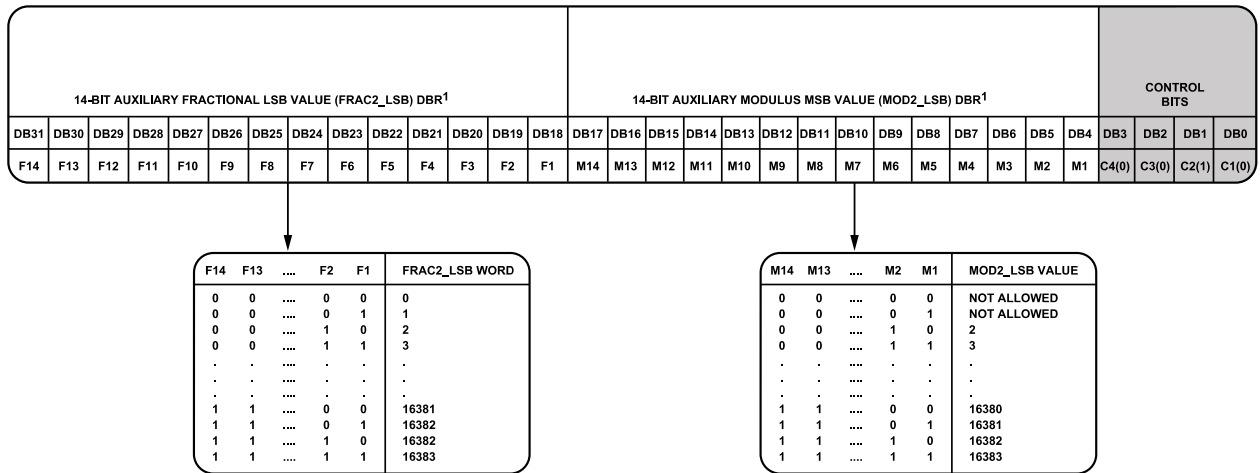 14-BIT AUXILIARY FRACTIONAL LSB VALUE (FRAC2_LSB) DBR1
14-BIT AUXILIARY MODULUS MSB VALUE (MOD2_LSB) DBR1
CONTROL
BITS
DB31 DB30 DB29 DB28 DB27 DB26 DB25 DB24 DB23 DB22 DB21 DB20 DB19 DB18 DB17 DB16 DB15 DB14 DB13 DB12 DB11 DB10 DB9 DB8 DB7 DB6 DB5 DB4 DB3 DB2 DB1 DB0
F14 F13 F12 F11 F10 F9 F8 F7 F6 F5 F4 F3 F2 F1 M14 M13 M12 M11 M10 M9 M8 M7 M6 M5 M4 M3 M2 M1 C4(0) C3(0) C2(1) C1(0)
F14 F13 .... F2 F1 FRAC2_LSB WORD
0 0 .... 0 0 0
0 0 .... 0 1 1
0 0 .... 1 0 2
0 0 .... 1 1 3
. . .... . . .
. . .... . . .
. . .... . . .
1 1 .... 0 0 16381
1 1 .... 0 1 16382
1 1 .... 1 0 16382
1 1 .... 1 1 16383
M14 M13 .... M2 M1 MOD2_LSB VALUE
0 0 .... 0 0 NOT ALLOWED
0 0 .... 0 1 NOT ALLOWED
0 0 .... 1 0 2
0 0 .... 1 1 3
. . .... . . .
. . .... . . .
. . .... . . .
1 1 .... 0 0 16380
1 1 .... 0 1 16381
1 1 .... 1 0 16382
1 1 .... 1 1 16383